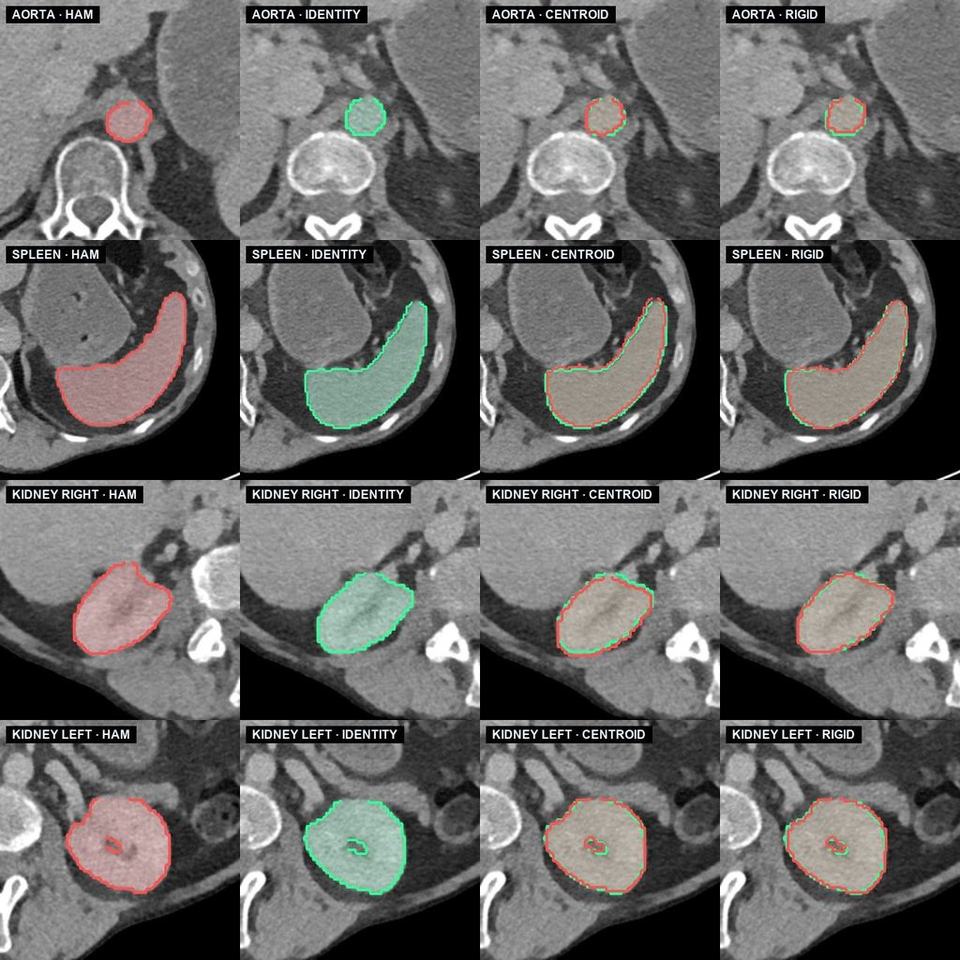 AORTA · HAM
AORTA · IDENTITY
AORTA · CENTROID
AORTA · RIGID
SPLEEN · HAM
SPLEEN · IDENTITY
SPLEEN · CENTROID
SPLEEN · RIGID
KIDNEY RIGHT · HAM
KIDNEY RIGHT · IDENTITY
KIDNEY RIGHT · CENTROID
KIDNEY RIGHT · RIGID
KIDNEY LEFT · HAM
KIDNEY LEFT · IDENTITY
KIDNEY LEFT · CENTROID
KIDNEY LEFT · RIGID